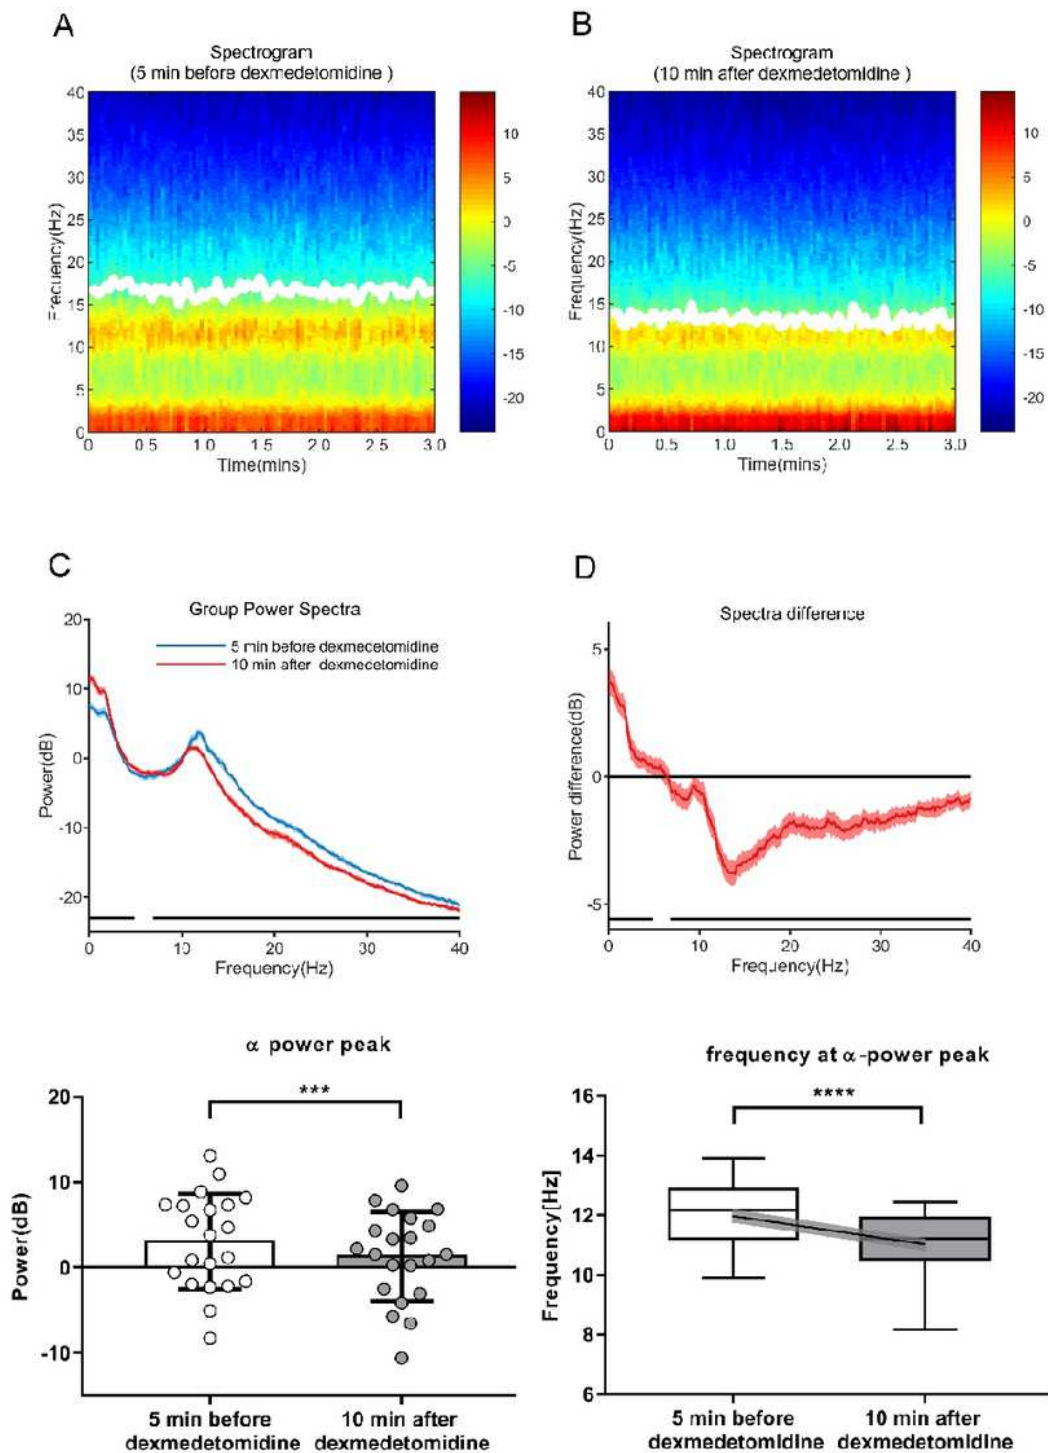 A
Spectrogram
(5 min before dexmedetomidine )
40
35
30
25
20
15
10
5
0
Frequency(Hz)
0 0.5 1.0 1.5 2.0 2.5 3.0
Time(mins)
10
5
0
-5
-10
-15
-20
B
Spectrogram
(10 min after dexmedetomidine )
40
35
30
25
20
15
10
5
0
Frequency(Hz)
0 0.5 1.0 1.5 2.0 2.5 3.0
Time(mins)
10
5
0
-5
-10
-15
-20
C
Group Power Spectra
5 min before dexmedetomidine
10 min after dexmedetomidine
20
10
0
-10
-20
Power(dB)
0 10 20 30 40
Frequency(Hz)
D
Spectra difference
5
0
-5
Power difference(dB)
0 10 20 30 40
Frequency(Hz)
α power peak
***
20
10
0
-10
Power(dB)
5 min before 10 min after
dexmedetomidine dexmedetomidine
frequency at α-power peak
****
16
14
12
10
8
6
Frequency[Hz]
5 min before 10 min after
dexmedetomidine dexmedetomidine